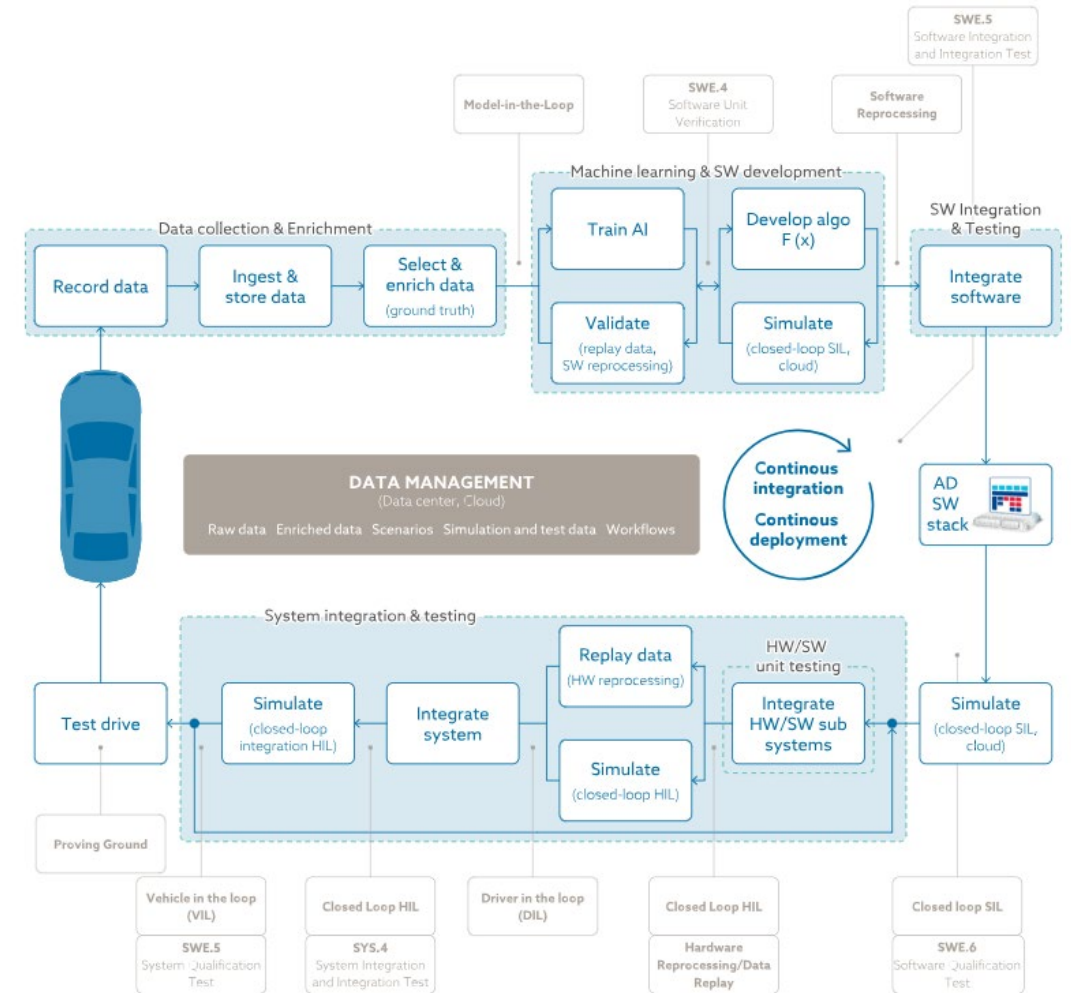 SWE.5
Software Integration
and Integration Test
Model-in-the-Loop
SWE.4
Software Unit
Verification
Software
Reprocessing
Machine learning & SW development
Data collection & Enrichment
SW Integration
& Testing
Record data
Ingest &
store data
Select &
enrich data
(ground truth)
Train AI
Develop algo
F (x)
Validate
(replay data,
SW reprocessing)
Simulate
(closed-loop SIL,
cloud)
Integrate
software
DATA MANAGEMENT
(Data center, Cloud)
Raw data Enriched data Scenarios Simulation and test data Workflows
Continous
integration
Continous
deployment
AD
SW
stack
System integration & testing
HW/SW
unit testing
Test drive
Simulate
(closed-loop
integration HIL)
Integrate
system
Replay data
(HW reprocessing)
Simulate
(closed-loop HIL)
Integrate
HW/SW sub
systems
Simulate
(closed-loop SIL,
cloud)
Proving Ground
Vehicle in the loop
(VIL)
SWE.5
System Qualification
Test
Closed Loop HIL
SYS.4
System Integration
and Integration Test
Driver in the loop
(DIL)
Closed Loop HIL
Hardware
Reprocessing/Data
Replay
Closed loop SIL
SWE.6
Software Qualification
Test